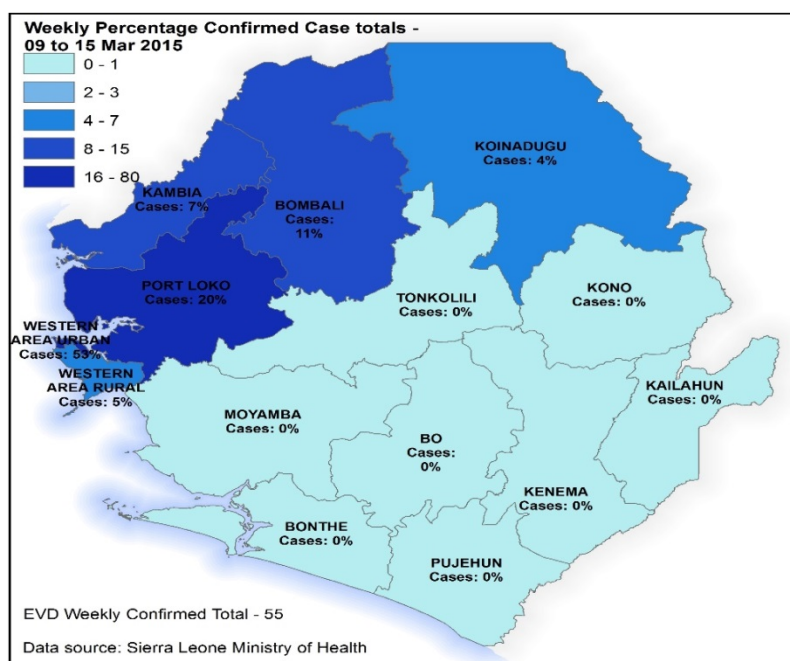 Weekly Percentage Confirmed Case totals -
09 to 15 Mar 2015
0 - 1
2 - 3
4 - 7
8 - 15
16 - 80
KOINADUGU
Cases: 4%
KAMBIA
Cases: 7%
BOMBALI
Cases:
11%
PORT LOKO
Cases: 20%
TONKOLILI
Cases: 0%
KONO
Cases: 0%
WESTERN
AREA URBAN
Cases: 53%
WESTERN
AREA RURAL
Cases: 5%
KAILAHUN
Cases: 0%
MOYAMBA
Cases: 0%
BO
Cases:
0%
KENEMA
Cases: 0%
BONTHE
Cases: 0%
PUJEHUN
Cases: 0%
EVD Weekly Confirmed Total - 55
Data source: Sierra Leone Ministry of Health